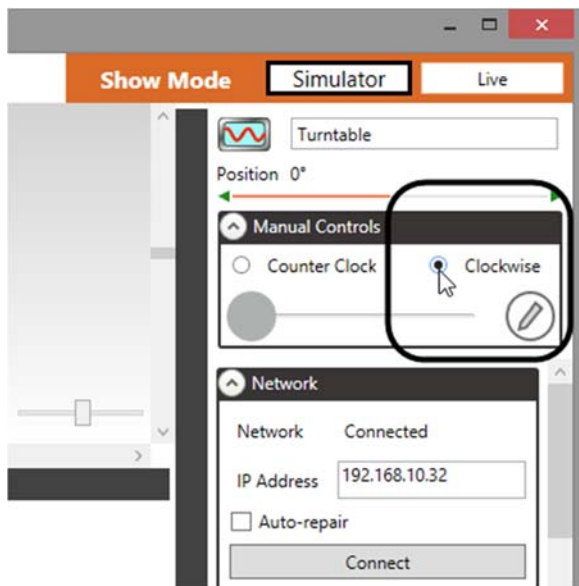 Show Mode Simulator Live
Turntable
Position 0°
Manual Controls
Counter Clock Clockwise
Network
Network Connected
IP Address 192.168.10.32
Auto-repair
Connect